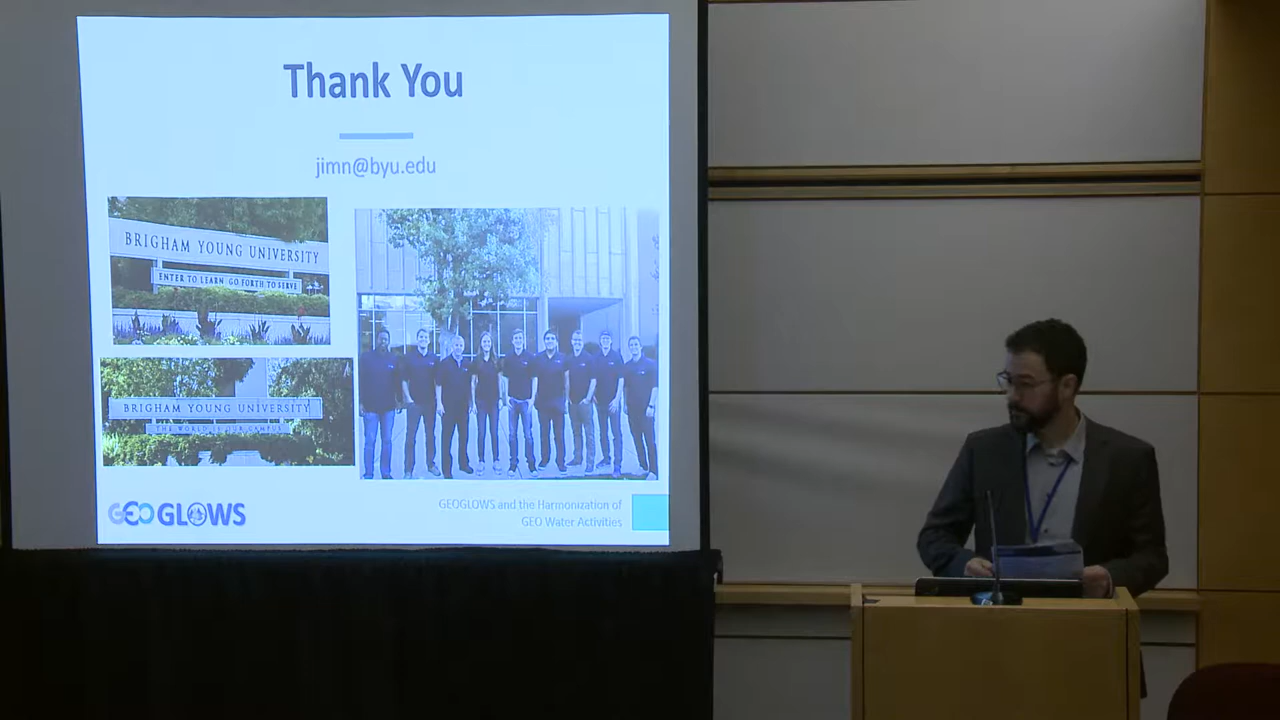 Thank You
jimn@byu.edu
BRIGHAM YOUNG UNIVERSITY
ENTER TO LEARN GO FORTH TO SERVE
BRIGHAM YOUNG UNIVERSITY
THE WORLD IS OUR CAMPUS
GEOGLOWS
GEOGLOWS and the Harmonization of
GEO Water Activities